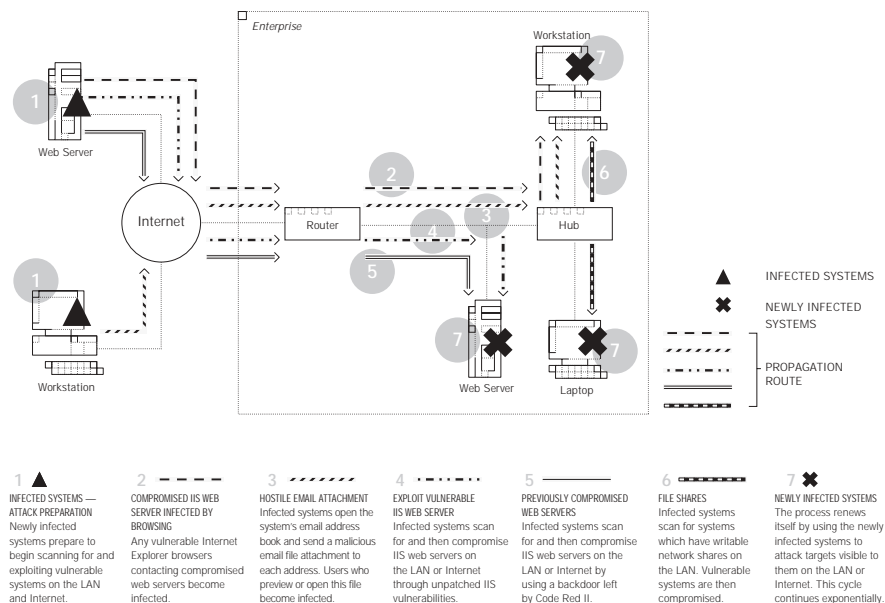 Enterprise
Workstation
7
1
Web Server
2
6
Internet
Router
3
4
Hub
5
1
7
7
Workstation
Web Server
Laptop
INFECTED SYSTEMS
NEWLY INFECTED
SYSTEMS
PROPAGATION
ROUTE
1
INFECTED SYSTEMS —
ATTACK PREPARATION
Newly infected
systems prepare to
begin scanning for and
exploiting vulnerable
systems on the LAN
and Internet.
2
COMPROMISED IIS WEB
SERVER INFECTED BY
BROWSING
Any vulnerable Internet
Explorer browsers
contacting compromised
web servers become
infected.
3
HOSTILE EMAIL ATTACHMENT
Infected systems open the
system's email address
book and send a malicious
email file attachment to
each address. Users who
preview or open this file
become infected.
4
EXPLOIT VULNERABLE
IIS WEB SERVER
Infected systems scan
for and then compromise
IIS web servers on
the LAN or Internet
through unpatched IIS
vulnerabilities.
5
PREVIOUSLY COMPROMISED
WEB SERVERS
Infected systems scan
for and then compromise
IIS web servers on the
LAN or Internet by
using a backdoor left
by Code Red II.
6
FILE SHARES
Infected systems
scan for systems
which have writable
network shares on
the LAN. Vulnerable
systems are then
compromised.
7
NEWLY INFECTED SYSTEMS
The process renews
itself by using the newly
infected systems to
attack targets visible to
them on the LAN or
Internet. This cycle
continues exponentially.